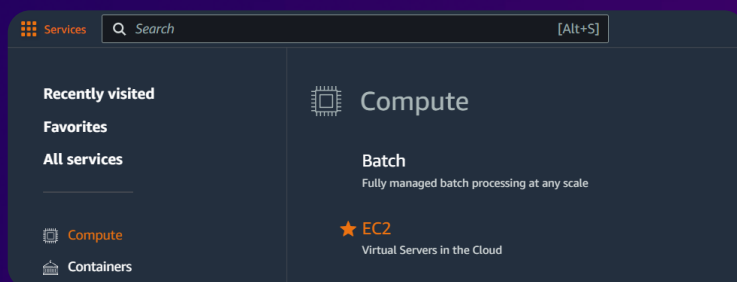 Services
Search [Alt+S]
Recently visited
Favorites
All services
Compute
Containers
Compute
Batch
Fully managed batch processing at any scale
EC2
Virtual Servers in the Cloud